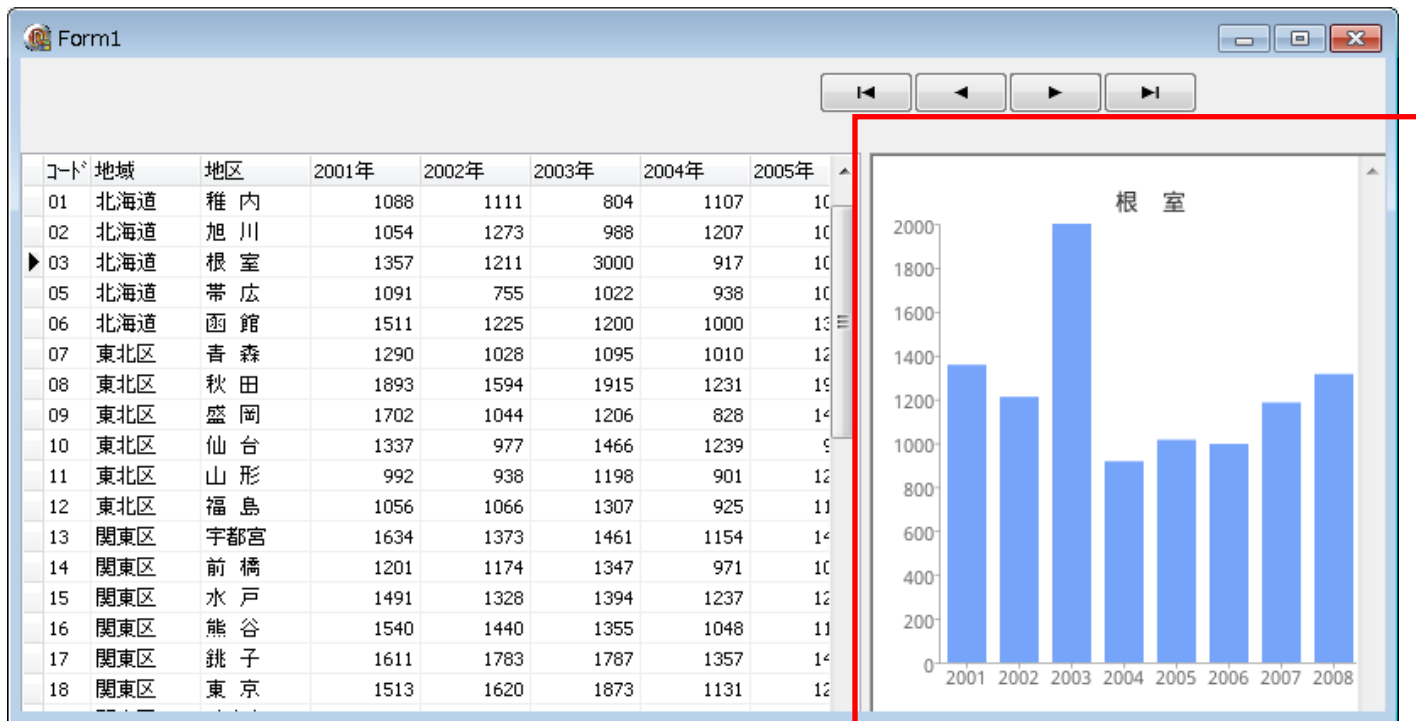 Form1
コード 地域 地区 2001年 2002年 2003年 2004年 2005年
01 北海道 稚 内 1088 1111 804 1107
02 北海道 旭 川 1054 1273 988 1207
03 北海道 根 室 1357 1211 3000 917
05 北海道 帯 広 1091 755 1022 938
06 北海道 函 館 1511 1225 1200 1000
07 東北区 青 森 1290 1028 1095 1010
08 東北区 秋 田 1893 1594 1915 1231
09 東北区 盛 岡 1702 1044 1206 828
10 東北区 仙 台 1337 977 1466 1239
11 東北区 山 形 992 938 1198 901
12 東北区 福 島 1056 1066 1307 925
13 関東区 宇都宮 1634 1373 1461 1154
14 関東区 前 橋 1201 1174 1347 971
15 関東区 水 戸 1491 1328 1394 1237
16 関東区 熊 谷 1540 1440 1355 1048
17 関東区 銚 子 1611 1783 1787 1357
18 関東区 東 京 1513 1620 1873 1131
根 室
2000
1800
1600
1400
1200
1000
800
600
400
200
0
2001 2002 2003 2004 2005 2006 2007 2008